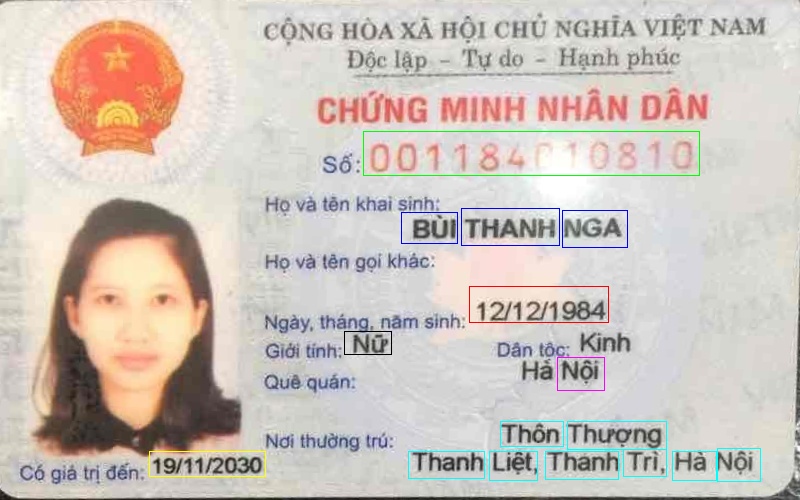 CỘNG HÒA XÃ HỘI CHỦ NGHĨA VIỆT NAM
Độc lập - Tự do - Hạnh phúc
CHỨNG MINH NHÂN DÂN
Số: 001184010810
Họ và tên khai sinh:
BÙI THANH NGA
Họ và tên gọi khác:
Ngày, tháng, năm sinh: 12/12/1984
Giới tính: Nữ Dân tộc: Kinh
Quê quán: Hà Nội
Nơi thường trú: Thôn Thượng
Thanh Liệt, Thanh Trì, Hà Nội
Có giá trị đến: 19/11/2030